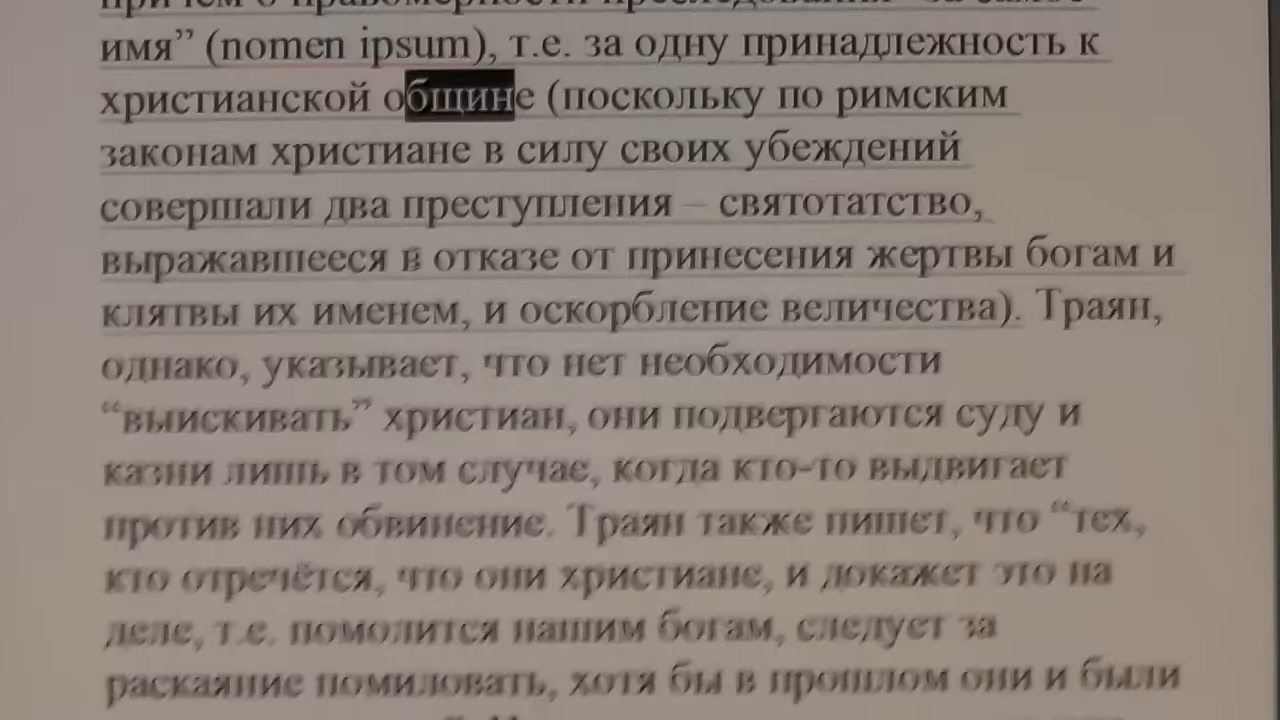 имя” (nomen ipsum), т.е. за одну принадлежность к
христианской общине (поскольку по римским
законам христиане в силу своих убеждений
совершали два преступления – святотатство,
выражавшееся в отказе от принесения жертвы богам и
клятвы их именем, и оскорбление величества). Траян,
однако, указывает, что нет необходимости
“выискивать” христиан, они подвергаются суду и
казни лишь в том случае, когда кто-то выдвигает
против них обвинение. Траян также пишет, что “тех,
кто отречётся, что они христиане, и докажет это на
деле, т.е. помолится нашим богам, следует за
раскаяние помиловать, хотя бы в прошлом они и были